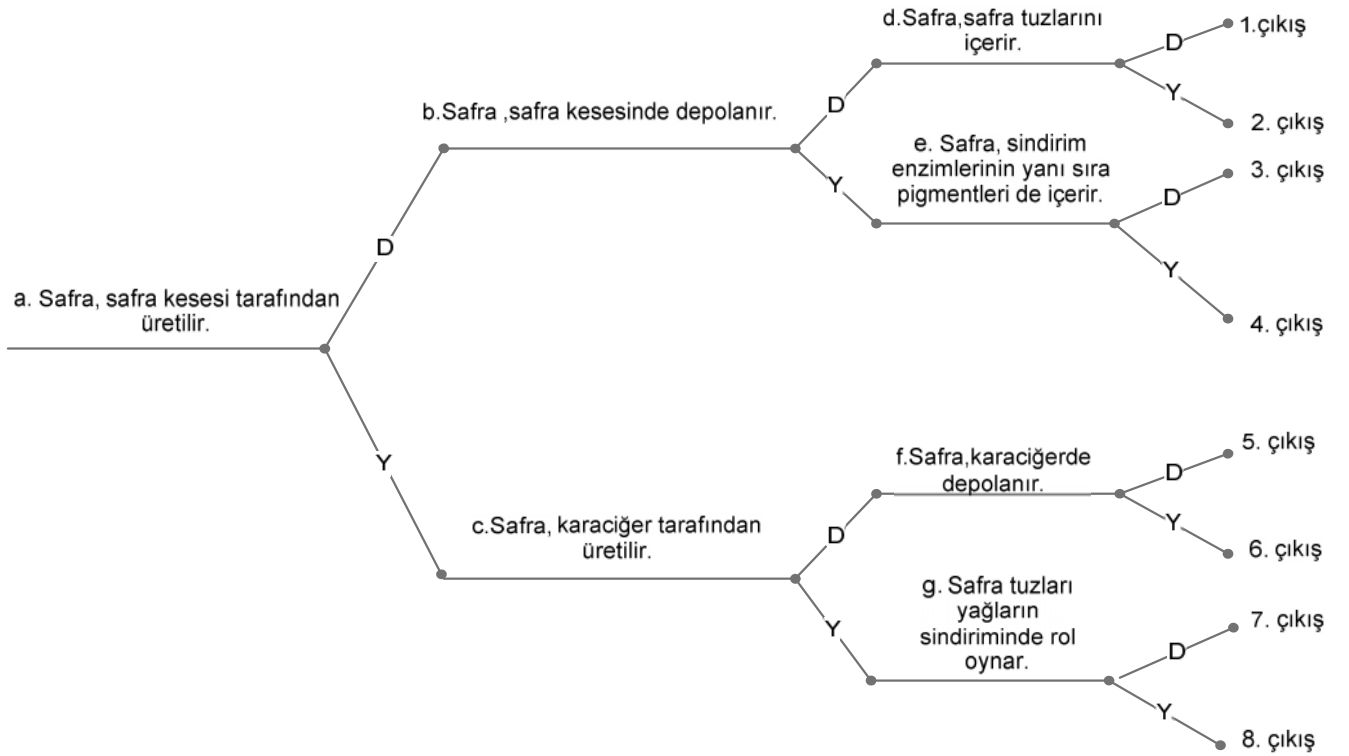 a. Safra, safra kesesi tarafından
üretilir.
D
Y
b.Safra ,safra kesesinde depolanır.
D
Y
d.Safra,safra tuzlarını
içerir.
D
Y
1.çıkış
2. çıkış
e. Safra, sindirim
enzimlerinin yanı sıra
pigmentleri de içerir.
D
Y
3. çıkış
4. çıkış
c.Safra, karaciğer tarafından
üretilir.
D
Y
f.Safra,karaciğerde
depolanır.
D
Y
5. çıkış
6. çıkış
g. Safra tuzları
yağların
sindiriminde rol
oynar.
D
Y
7. çıkış
8. çıkış